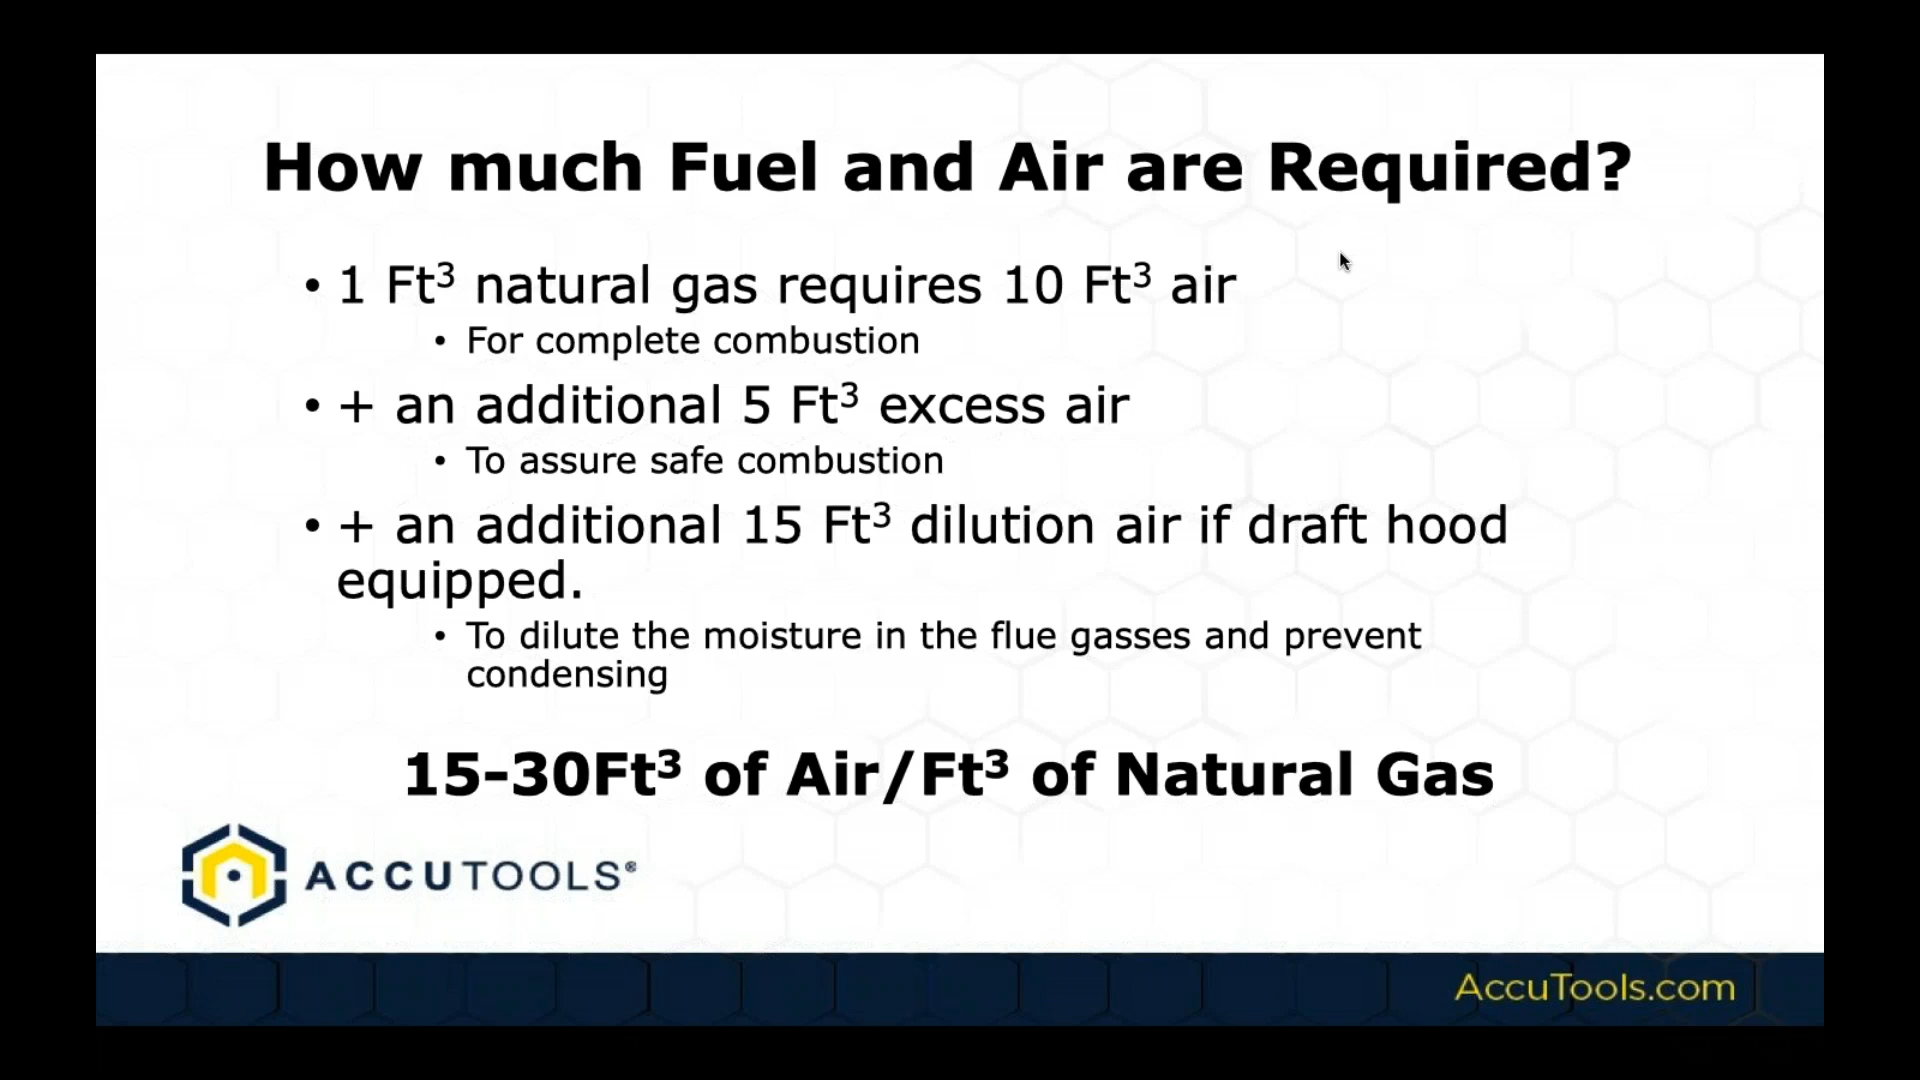 How much Fuel and Air are Required?
• 1 Ft³ natural gas requires 10 Ft³ air
• For complete combustion
• + an additional 5 Ft³ excess air
• To assure safe combustion
• + an additional 15 Ft³ dilution air if draft hood
equipped.
• To dilute the moisture in the flue gasses and prevent
condensing
15-30Ft³ of Air/Ft³ of Natural Gas
ACCUTOOLS®
AccuTools.com